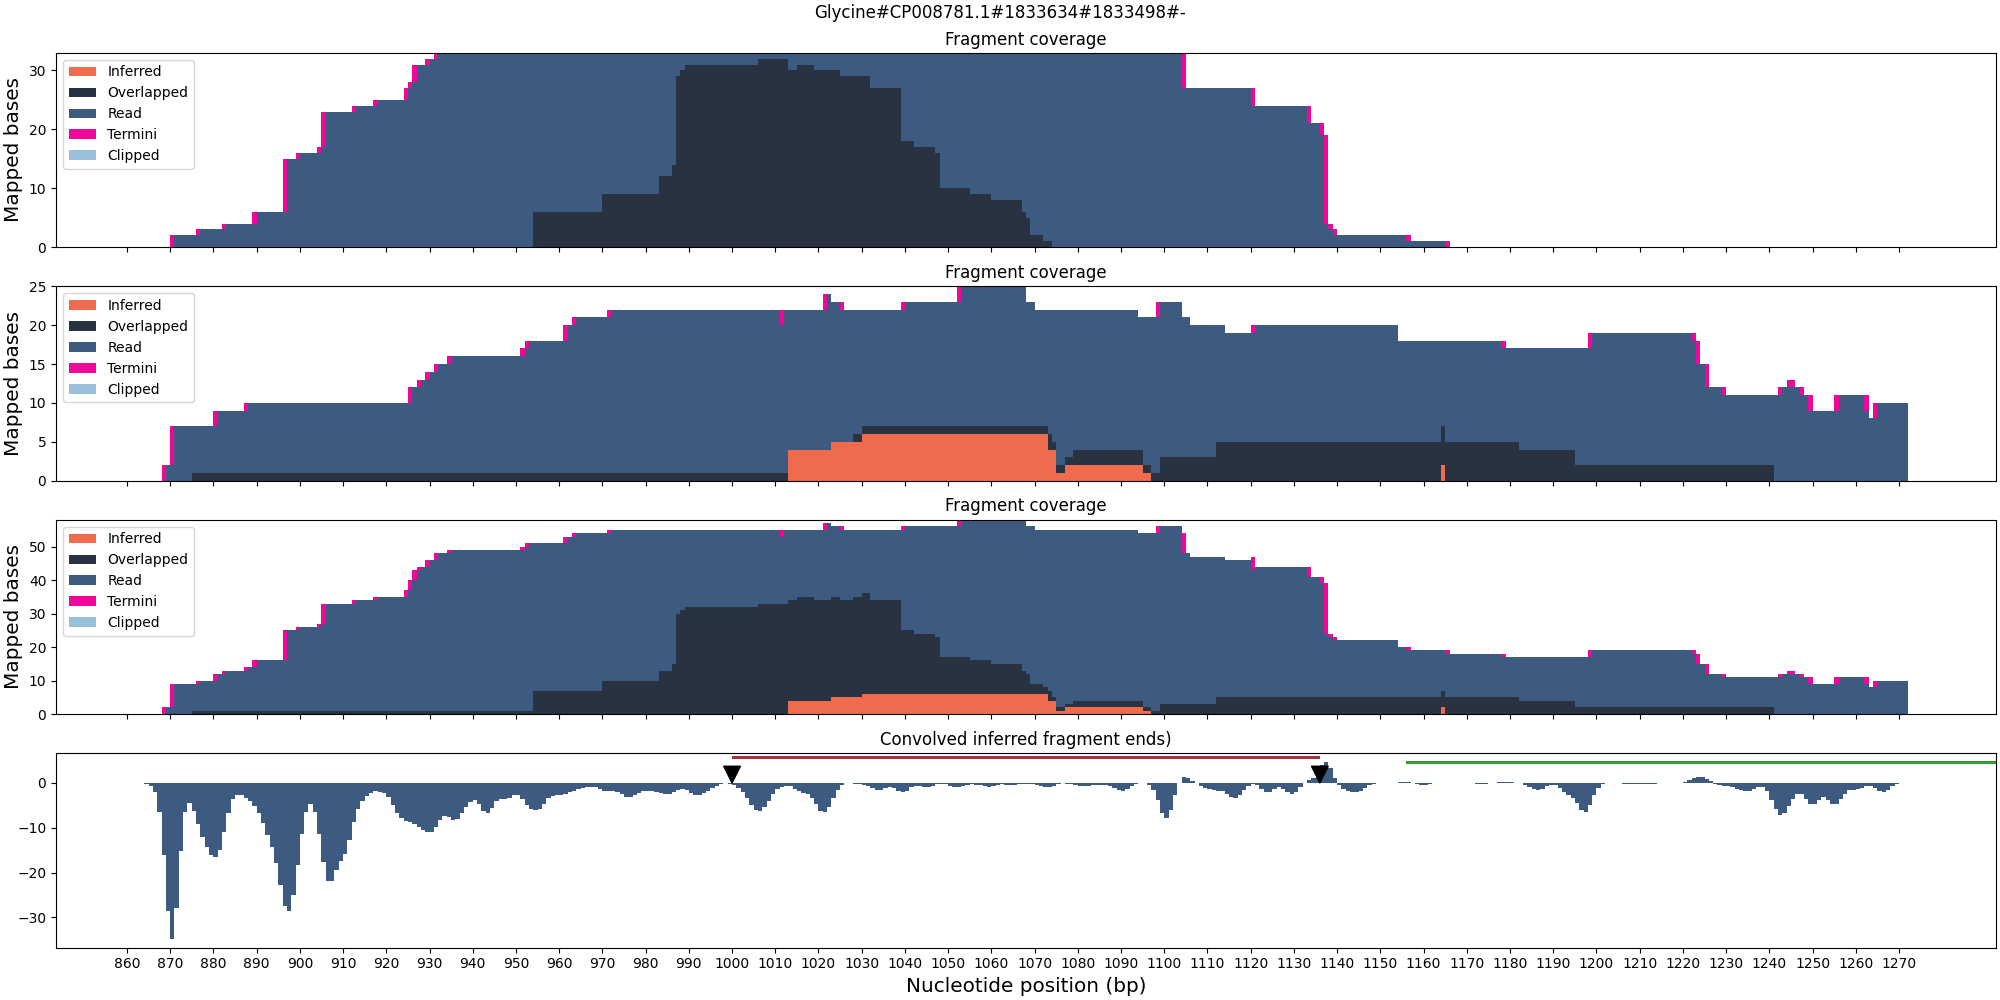 Glycine#CP008781.1#1833634#1833498#-
Fragment coverage
Mapped bases
30
20
10
0
Inferred
Overlapped
Read
Termini
Clipped
Fragment coverage
Mapped bases
25
20
15
10
5
0
Inferred
Overlapped
Read
Termini
Clipped
Fragment coverage
Mapped bases
50
40
30
20
10
0
Inferred
Overlapped
Read
Termini
Clipped
Convolved inferred fragment ends)
0
−10
−20
−30
860 870 880 890 900 910 920 930 940 950 960 970 980 990 1000 1010 1020 1030 1040 1050 1060 1070 1080 1090 1100 1110 1120 1130 1140 1150 1160 1170 1180 1190 1200 1210 1220 1230 1240 1250 1260 1270
Nucleotide position (bp)